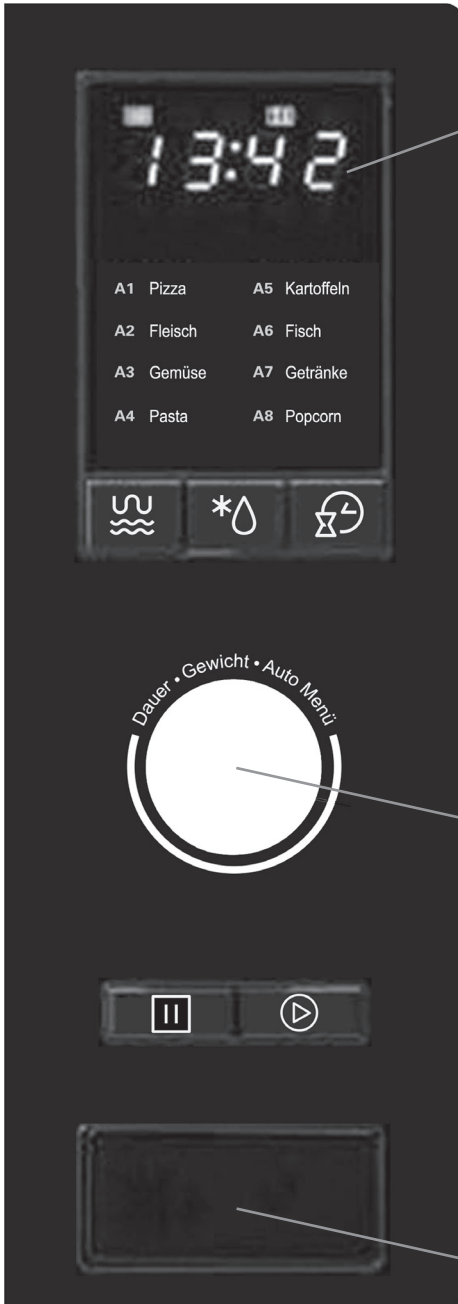 13:42
A1 Pizza A5 Kartoffeln
A2 Fleisch A6 Fisch
A3 Gemüse A7 Getränke
A4 Pasta A8 Popcorn
Dauer • Gewicht • Auto Menü